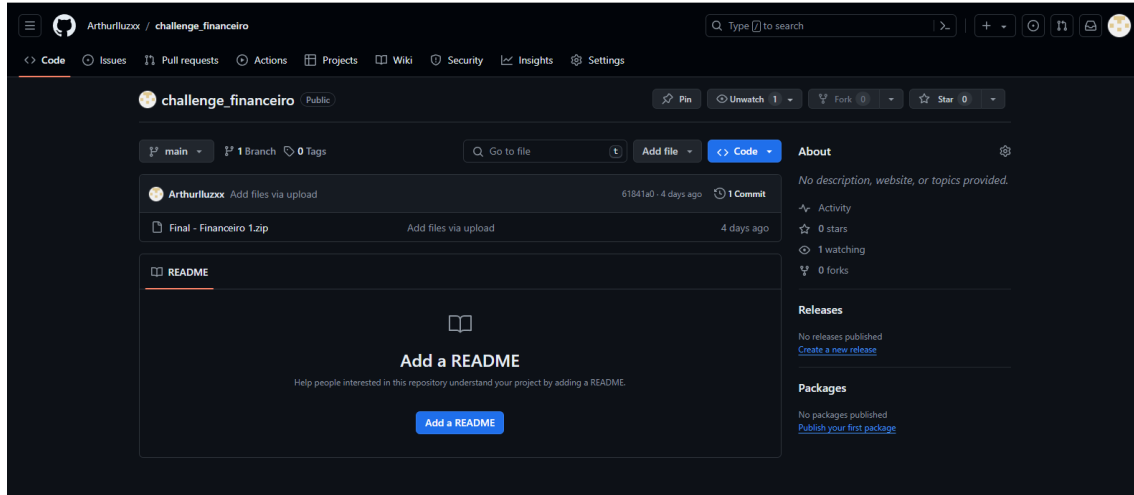 Arthurlluzxx / challenge_financeiro
Type / to search
Code Issues Pull requests Actions Projects Wiki Security Insights Settings
challenge_financeiro Public
Pin Unwatch 1 Fork 0 Star 0
main 1 Branch 0 Tags Go to file t Add file Code
Arthurlluzxx Add files via upload 61841a0 · 4 days ago 1 Commit
Final - Financeiro 1.zip Add files via upload 4 days ago
README
Add a README
Help people interested in this repository understand your project by adding a README.
Add a README
About
No description, website, or topics provided.
Activity
0 stars
1 watching
0 forks
Releases
No releases published
Create a new release
Packages
No packages published
Publish your first package